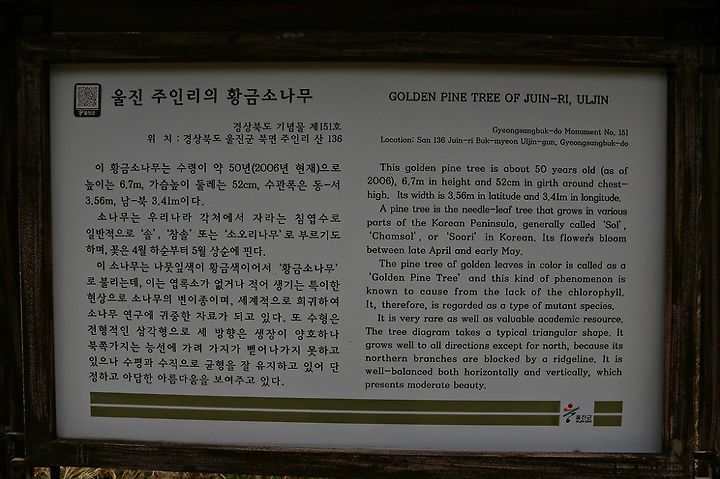 울진 주인리의 황금소나무
경상북도 기념물 제151호
위 치 : 경상북도 울진군 북면 주인리 산 136
이 황금소나무는 수령이 약 50년(2006년 현재)으로
높이는 6.7m, 가슴높이 둘레는 52cm, 수관폭은 동-서
3.56m, 남-북 3.41m이다.
소나무는 우리나라 각처에서 자라는 침엽수로
일반적으로 ‘솔’, ‘참솔’ 또는 ‘소오리나무’로 부르기도
하며, 꽃은 4월 하순부터 5월 상순에 핀다.
이 소나무는 나뭇잎색이 황금색이어서 ‘황금소나무’
로 불리는데, 이는 엽록소가 없거나 적어 생기는 특이한
현상으로 소나무의 변이종이며, 세계적으로 희귀하여
소나무 연구에 귀중한 자료가 되고 있다. 또 수형은
전형적인 삼각형으로 세 방향은 생장이 양호하나
북쪽가지는 능선에 가려 가지가 뻗어나가지 못하고
있으나 수평과 수직으로 균형을 잘 유지하고 있어 단
정하고 아담한 아름다움을 보여주고 있다.
GOLDEN PINE TREE OF JUIN-RI, ULJIN
Gyeongsangbuk-do Monument No. 151
Location: San 136 Juin-ri Buk-myeon Uljin-gun, Gyeongsangbuk-do
This golden pine tree is about 50 years old (as of
2006), 6.7m in height and 52cm in girth around chest-
high. Its width is 3.56m in latitude and 3.41m in longitude.
A pine tree is the needle-leaf tree that grows in various
parts of the Korean Peninsula, generally called ‘Sol’,
‘Chamsol’, or ‘Soori’ in Korean. Its flower's bloom
between late April and early May.
The pine tree of golden leaves in color is called as a
‘Golden Pine Tree’ and this kind of phenomenon is
known to cause from the lack of the chlorophyll.
It, therefore, is regarded as a type of mutant species.
It is very rare as well as valuable academic resource.
The tree diagram takes a typical triangular shape. It
grows well to all directions except for north, because its
northern branches are blocked by a ridgeline. It is
well-balanced both horizontally and vertically, which
presents moderate beauty.
울진군